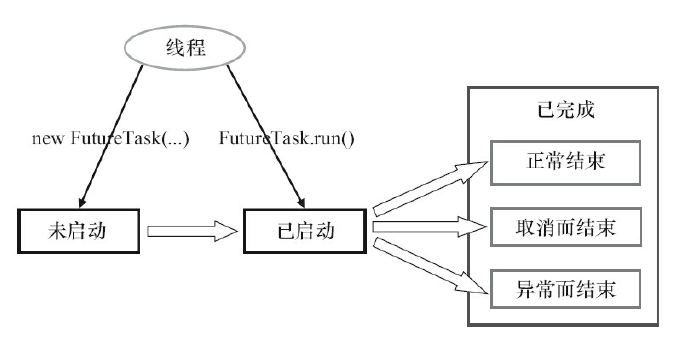 线程
new FutureTask(...)
FutureTask.run()
已完成
正常结束
未启动
已启动
取消而结束
异常而结束